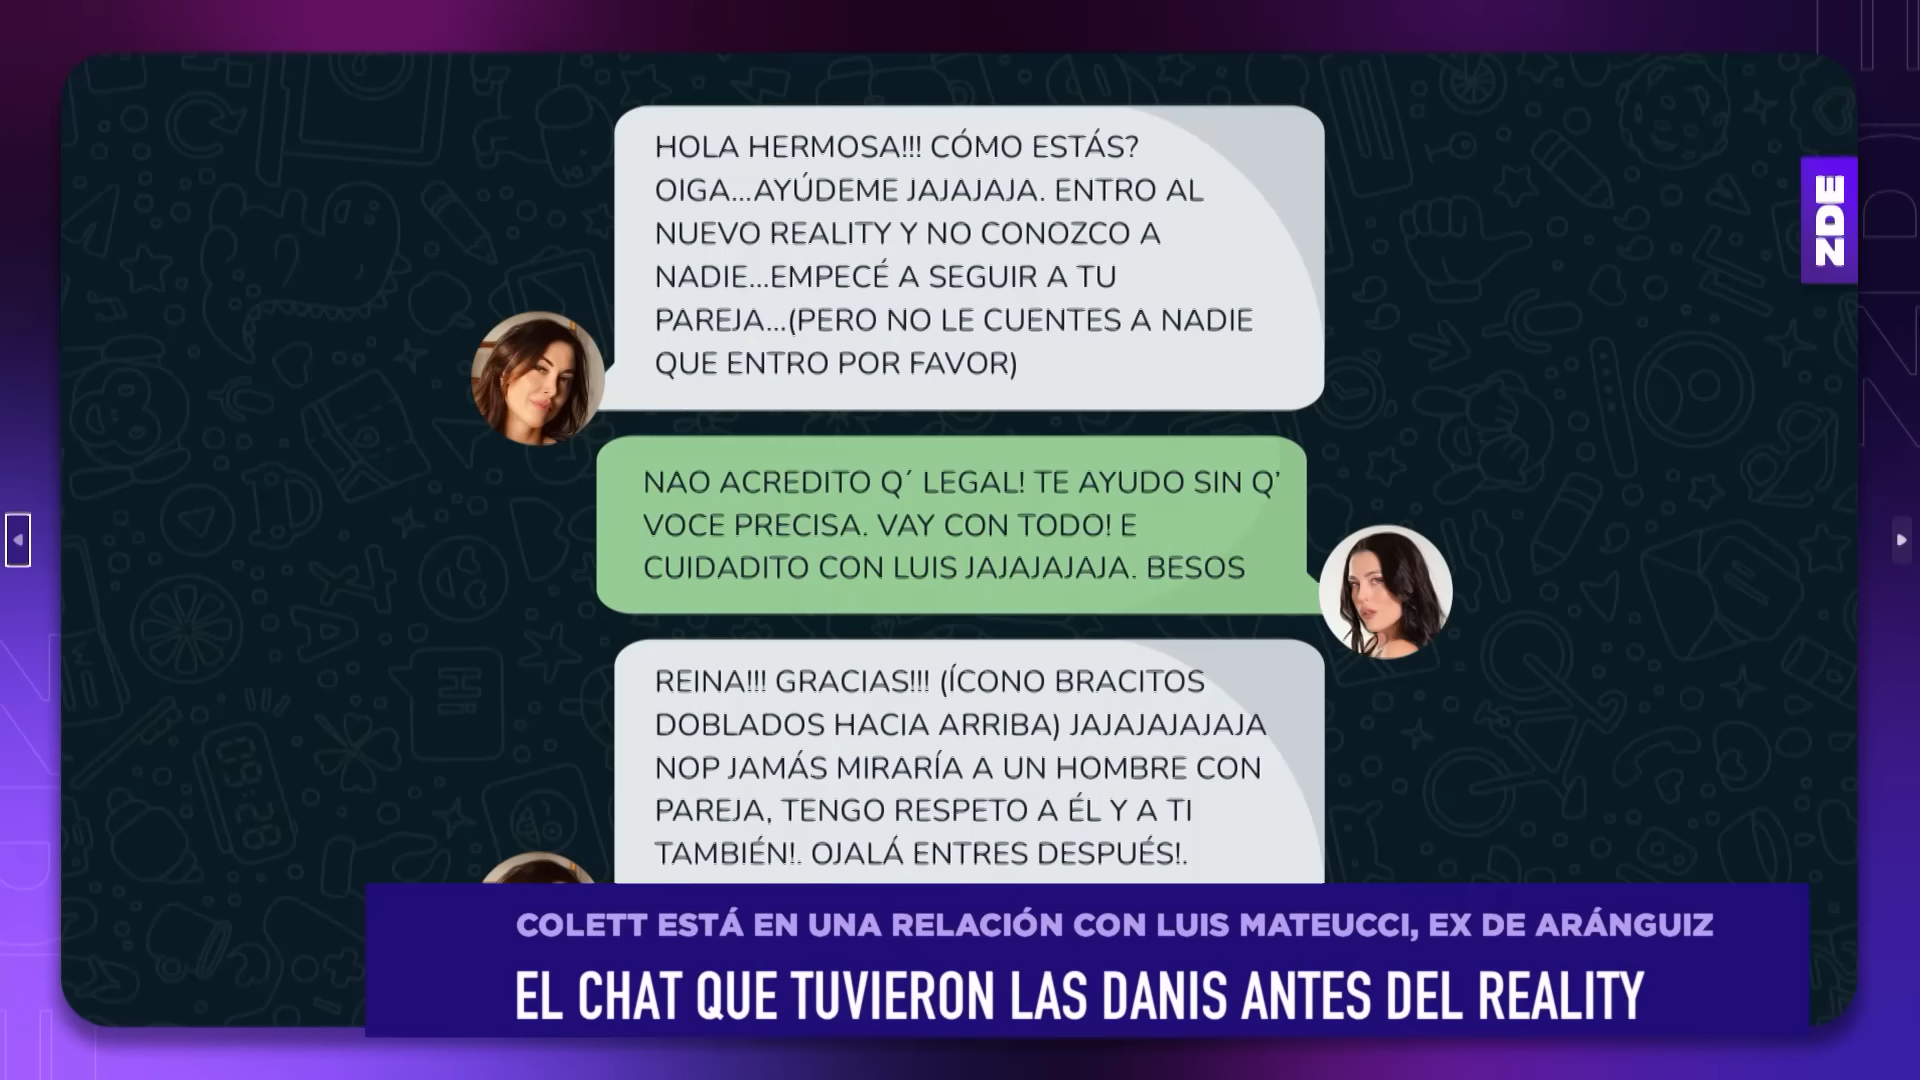 HOLA HERMOSA!!! CÓMO ESTÁS?
OIGA...AYÚDEME JAJAJAJA. ENTRO AL
NUEVO REALITY Y NO CONOZCO A
NADIE...EMPECÉ A SEGUIR A TU
PAREJA...(PERO NO LE CUENTES A NADIE
QUE ENTRO POR FAVOR)
ZDE
NAO ACREDITO Q´ LEGAL! TE AYUDO SIN Q’
VOCE PRECISA. VAY CON TODO! E
CUIDADITO CON LUIS JAJAJAJAJA. BESOS
REINA!!! GRACIAS!!! (ÍCONO BRACITOS
DOBLADOS HACIA ARRIBA) JAJAJAJAJAJA
NOP JAMÁS MIRARÍA A UN HOMBRE CON
PAREJA, TENGO RESPETO A ÉL Y A TI
TAMBIÉN!. OJALÁ ENTRES DESPUÉS!.
09:28
COLETT ESTÁ EN UNA RELACIÓN CON LUIS MATEUCCI, EX DE ARÁNGUIZ
EL CHAT QUE TUVIERON LAS DANIS ANTES DEL REALITY